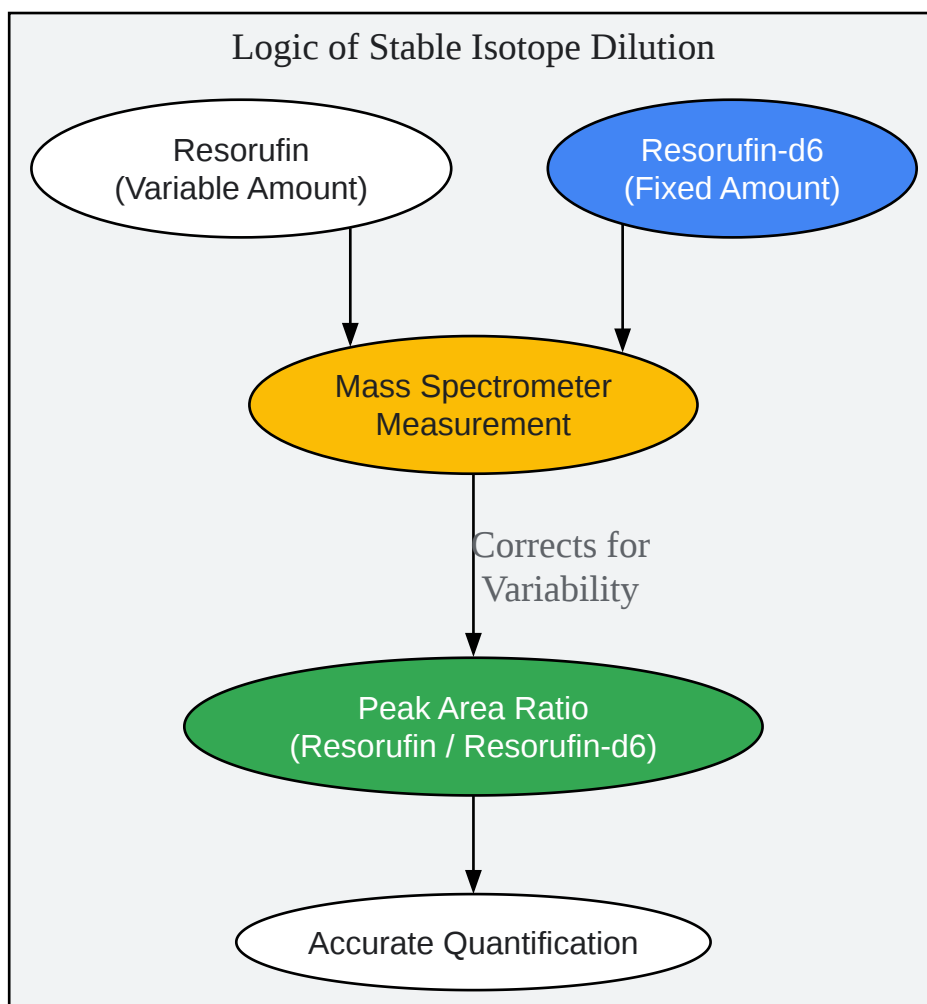 Logic of Stable Isotope Dilution
Resorufin
(Variable Amount)
Resorufin-d6
(Fixed Amount)
Mass Spectrometer
Measurement
Corrects for
Variability
Peak Area Ratio
(Resorufin / Resorufin-d6)
Accurate Quantification